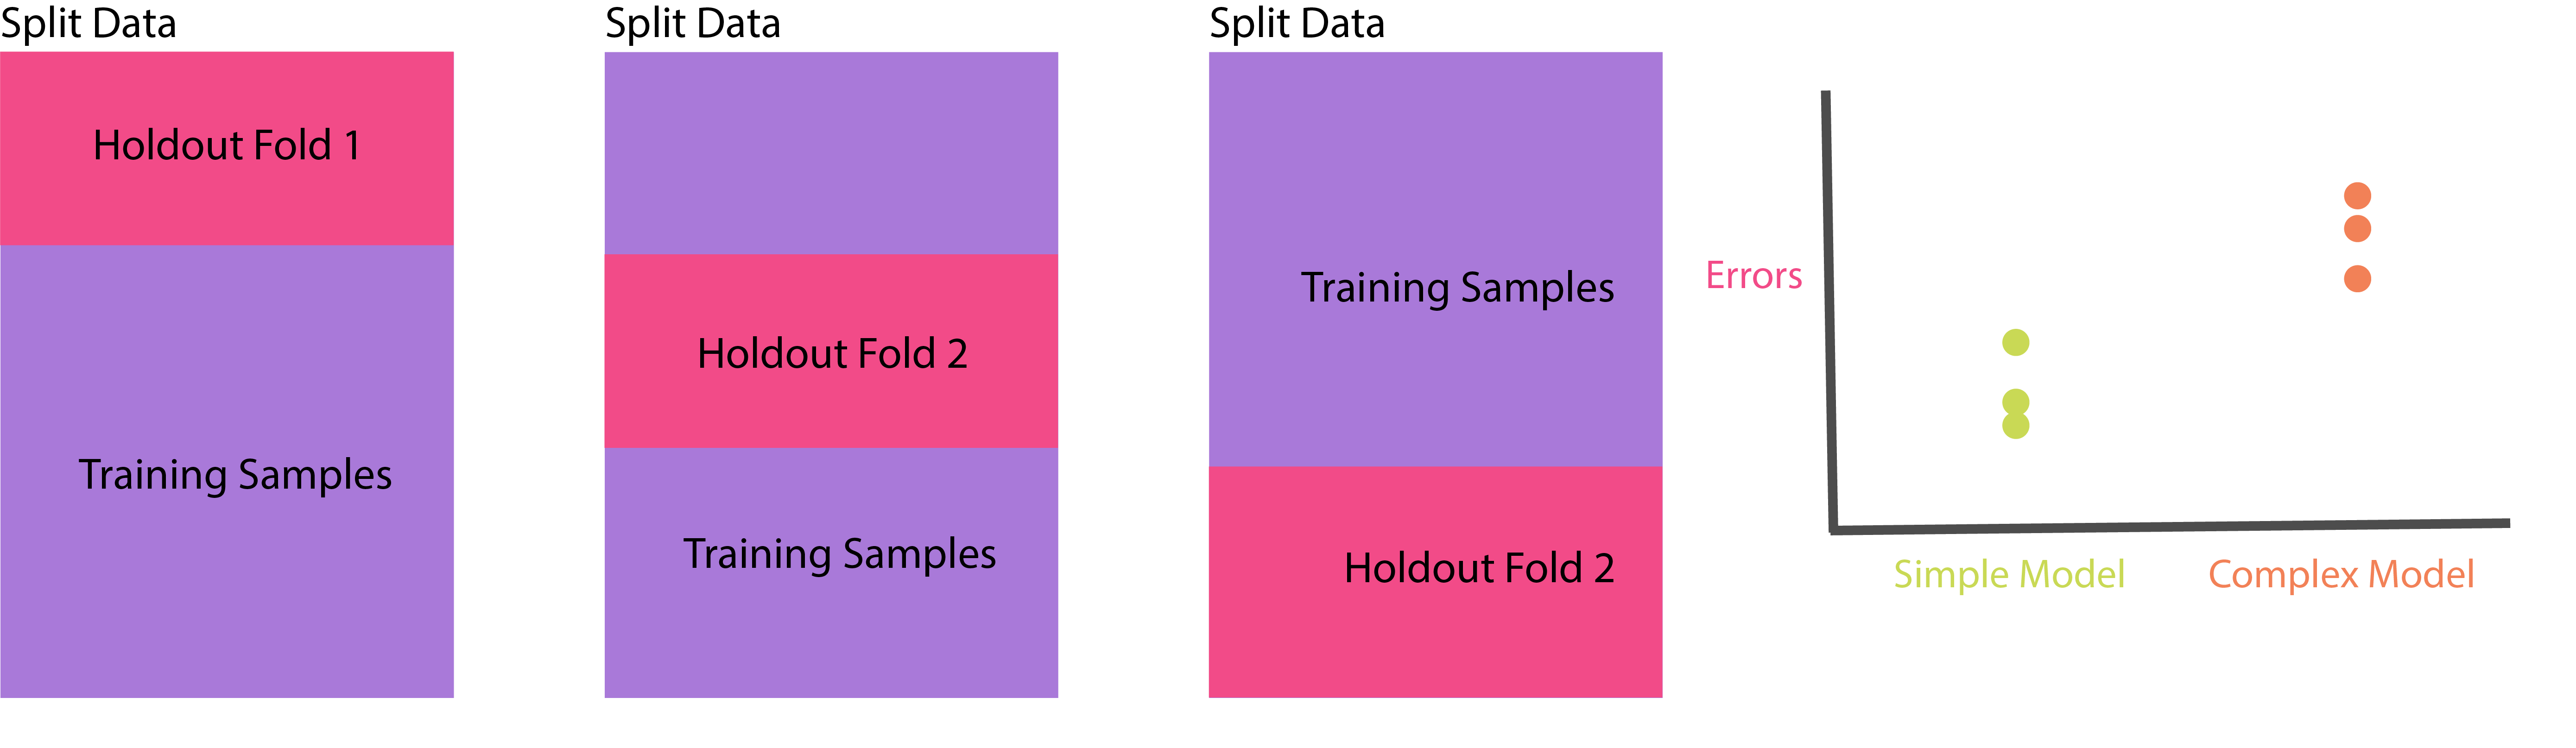 Split Data
Holdout Fold 1
Training Samples
Split Data
Holdout Fold 2
Training Samples
Split Data
Training Samples
Holdout Fold 2
Errors
Simple Model
Complex Model